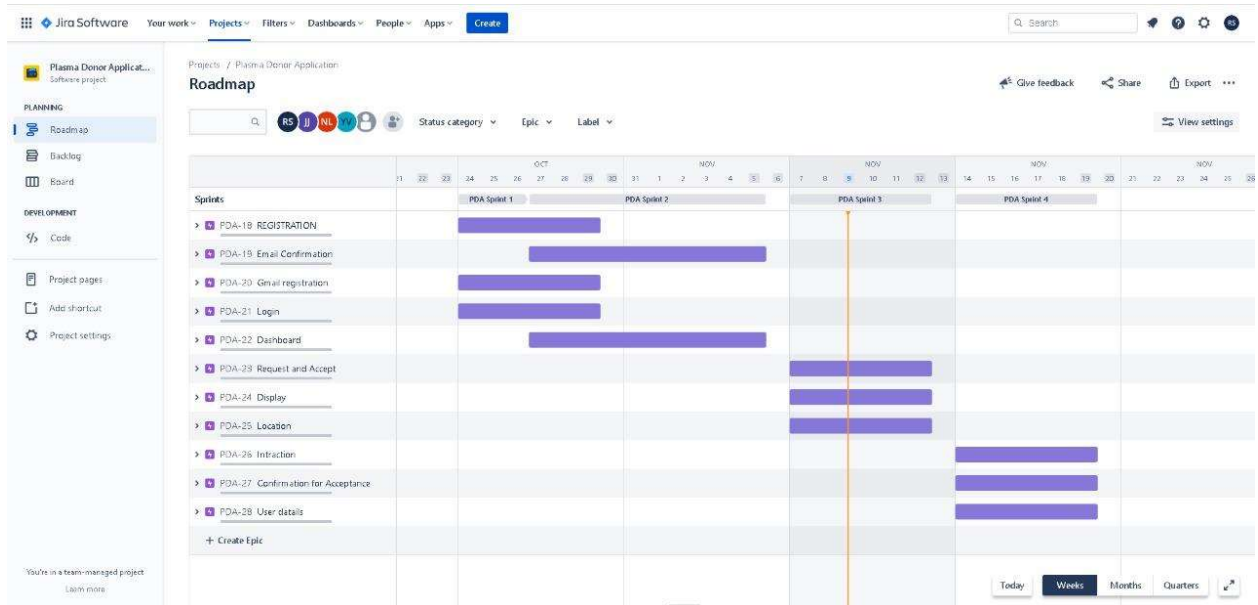 Jira Software Your work Projects Filters Dashboards People Apps Create Search RS
Plasma Donor Applicat...
Software project
PLANNING
Roadmap
Backlog
Board
DEVELOPMENT
Code
Project pages
Add shortcut
Project settings
You're in a team-managed project
Learn more
Projects / Plasma Donor Application
Roadmap
Give feedback Share Export
RS JJ NL YV Status category Epic Label View settings
OCT NOV NOV NOV NOV
21 22 23 24 25 26 27 28 29 30 31 1 2 3 4 5 6 7 8 9 10 11 12 13 14 15 16 17 18 19 20 21 22 23 24 25 26
Sprints PDA Sprint 1 PDA Sprint 2 PDA Sprint 3 PDA Sprint 4
PDA-18 REGISTRATION
PDA-19 Email Confirmation
PDA-20 Gmail registration
PDA-21 Login
PDA-22 Dashboard
PDA-23 Request and Accept
PDA-24 Display
PDA-25 Location
PDA-26 Intraction
PDA-27 Confirmation for Acceptance
PDA-28 User datails
+ Create Epic
Today Weeks Months Quarters